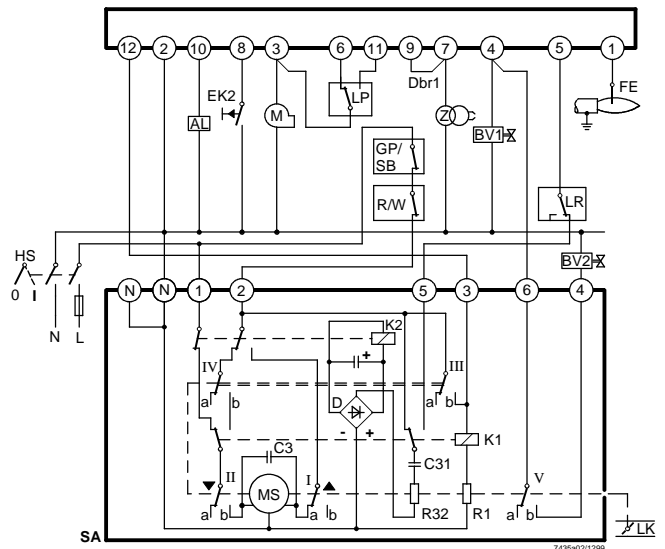 12 2 10 8 3 6 11 9 7 4 5 1
Dbr1
FE
EK2
LP
AL
M
Z
BV1
GP/
SB
R/W
LR
HS
0 I
BV2
N L
N N 1 2 5 3 6 4
K2
+
IV
III
a b
D
a b
- +
K1
C3
C31
II
I
V
MS
a b
a b
R32
R1
a b
LK
SA
7435a02/1299